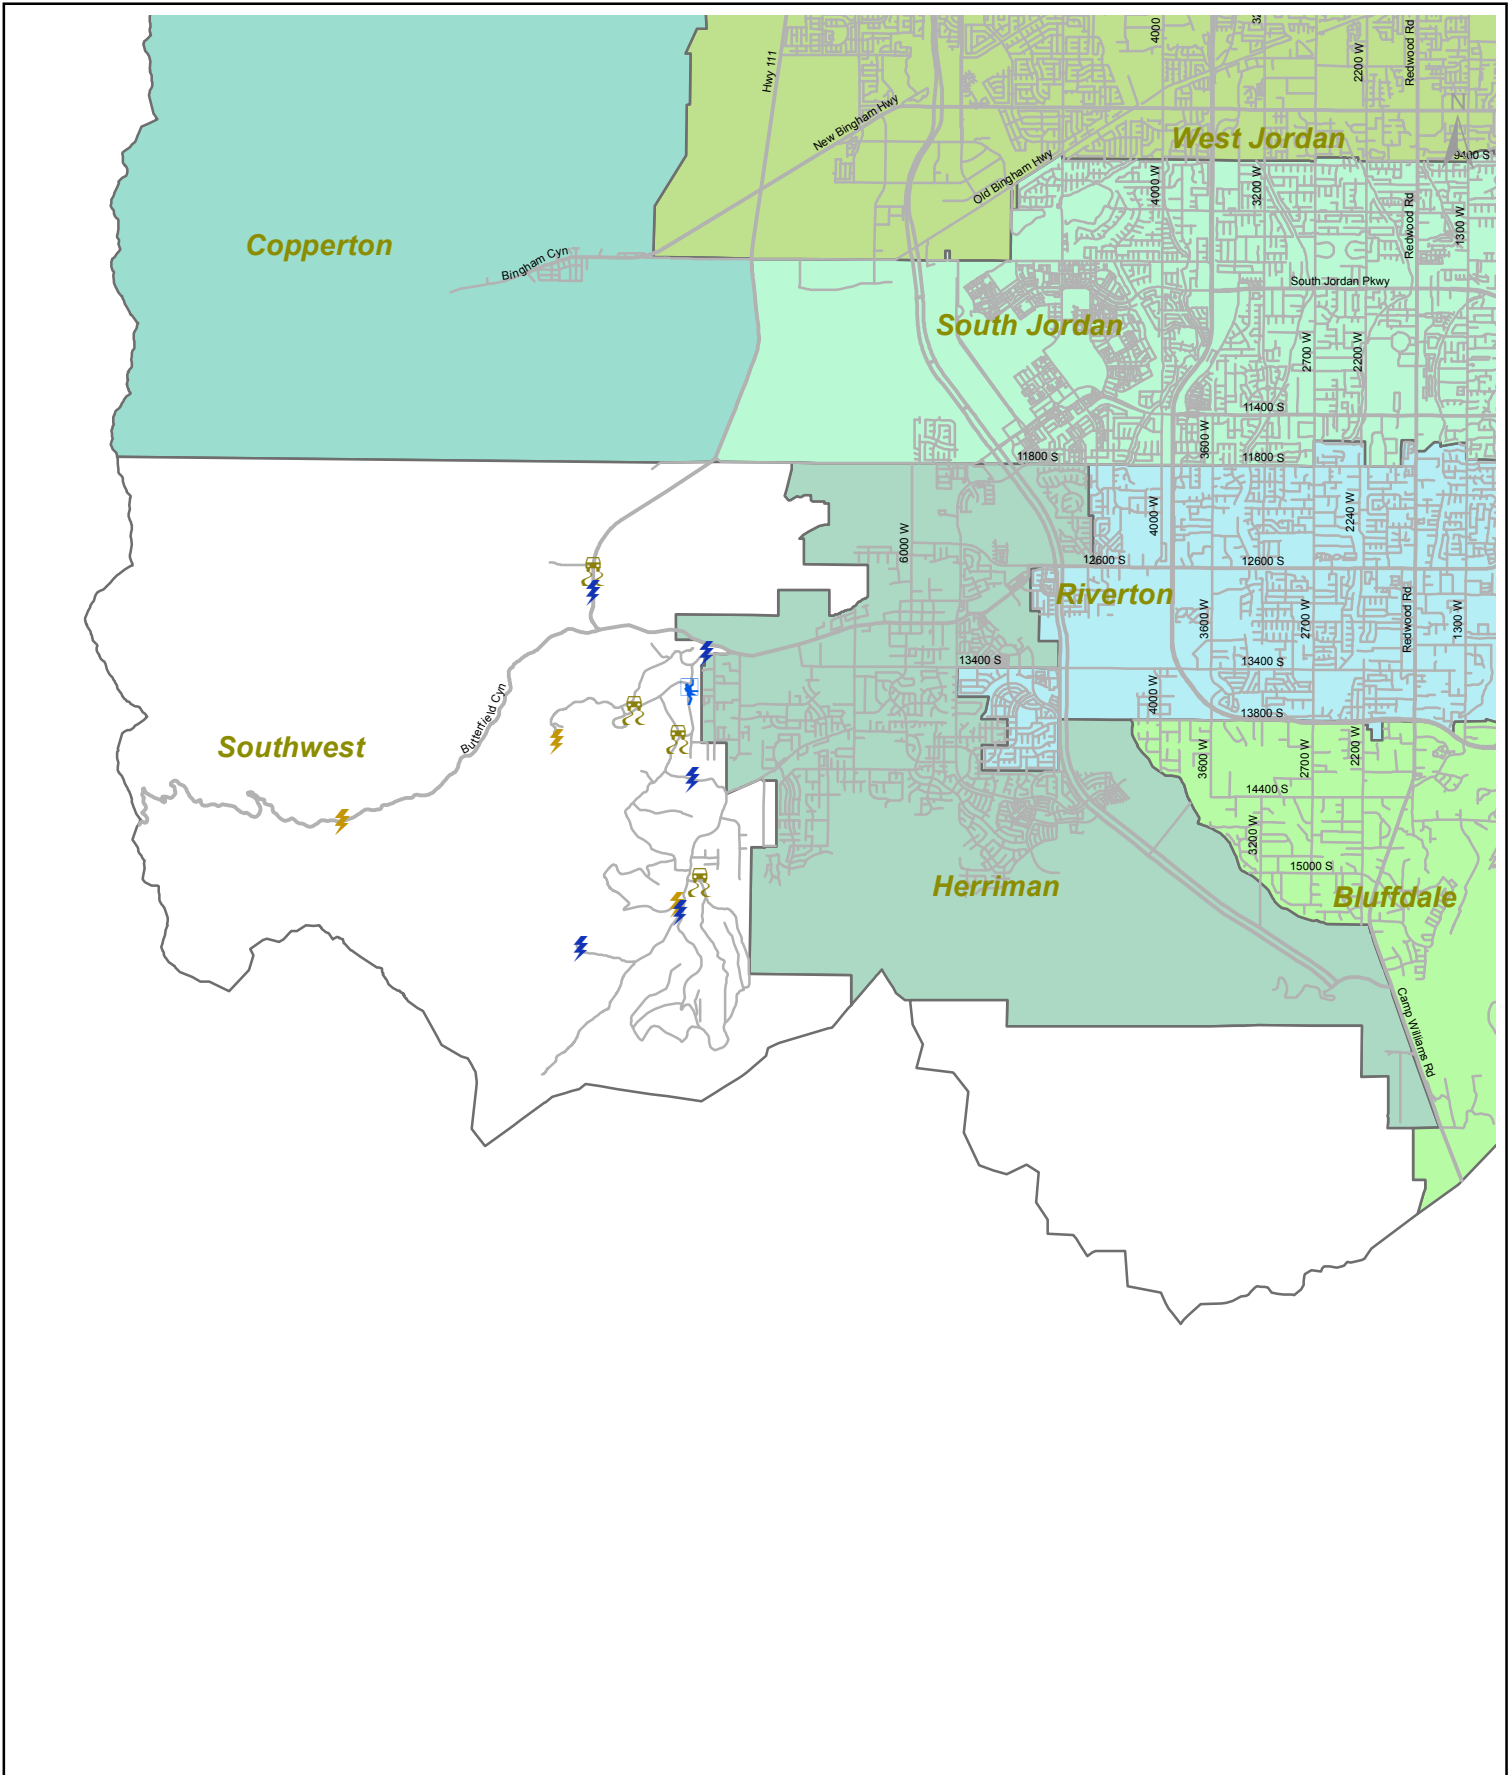 4000
32
2200 W
Redwood Rd
Hwy 111
New Bingham Hwy
N
West Jordan
9400 S
Old Bingham Hwy
4000 W
3200 W
Redwood Rd
1300 W
Copperton
Bingham Cyn
South Jordan Pkwy
South Jordan
2700 W
2200 W
11400 S
3600 W
11800 S
11800 S
6000 W
4000 W
2240 W
12600 S
12600 S
Riverton
3600 W
2700 W
Redwood Rd
1300 W
13400 S
13400 S
4000 W
13800 S
Butterfield Cyn
Southwest
3600 W
2700 W
2200 W
14400 S
3200 W
15000 S
Herriman
Bluffdale
Camp Williams Rd